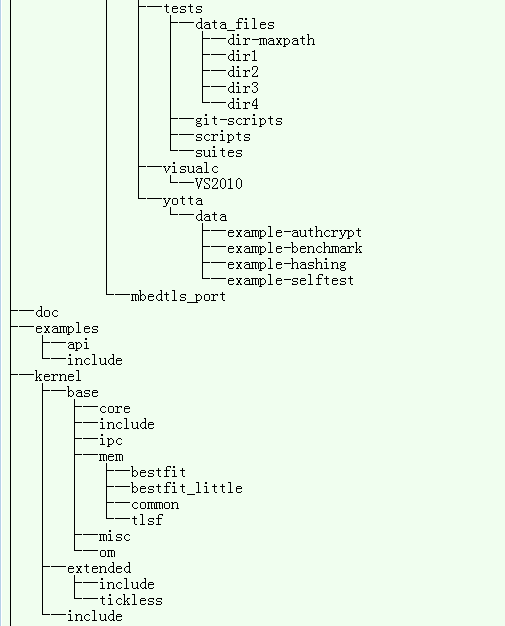 tests
data_files
dir-maxpath
dir1
dir2
dir3
dir4
git-scripts
scripts
suites
visualc
VS2010
yotta
data
example-authcrypt
example-benchmark
example-hashing
example-selftest
mbedtls_port
doc
examples
api
include
kernel
base
core
include
ipc
mem
bestfit
bestfit_little
common
tlsf
misc
om
extended
include
tickless
include